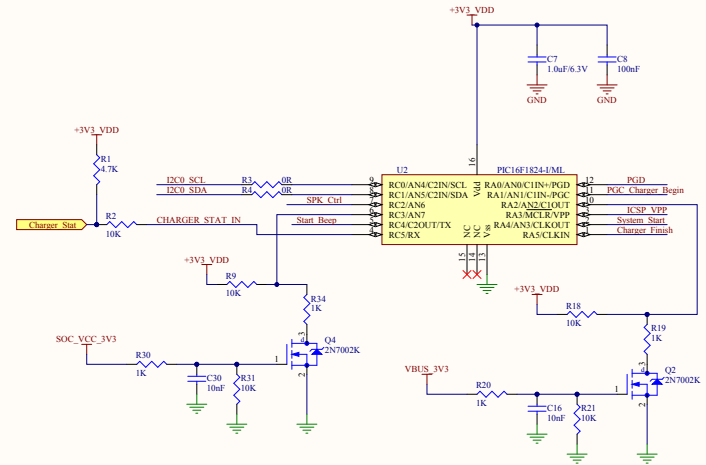 +3V3_VDD
C7
1.0uF/6.3V
C8
100nF
GND
GND
+3V3_VDD
R1
4.7K
Charger_Stat
R2
10K
CHARGER_STAT_IN
I2C0_SCL
R3
0R
I2C0_SDA
R4
0R
SPK_Ctrl
Start_Beep
U2
PIC16F1824-I/ML
16
VDD
RC0/AN4/C2IN/SCL
RC1/AN5/C2IN/SDA
RC2/AN6
RC3/AN7
RC4/C2OUT/TX
RC5/RX
RA0/AN0/C1IN+/PGD
RA1/AN1/C1IN-/PGC
RA2/AN2/C1OUT
RA3/MCLR/VPP
RA4/AN3/CLKOUT
RA5/CLKIN
NC
NC
Vss
15
14
13
12
PGD
PGC_Charger_Begin
ICSP_VPP
System_Start
Charger_Finish
+3V3_VDD
R9
10K
R34
1K
SOC_VCC_3V3
R30
1K
C30
10nF
R31
10K
1
3
2
Q4
2N7002K
+3V3_VDD
R18
10K
R19
1K
VBUS_3V3
R20
1K
C16
10nF
R21
10K
1
3
2
Q2
2N7002K